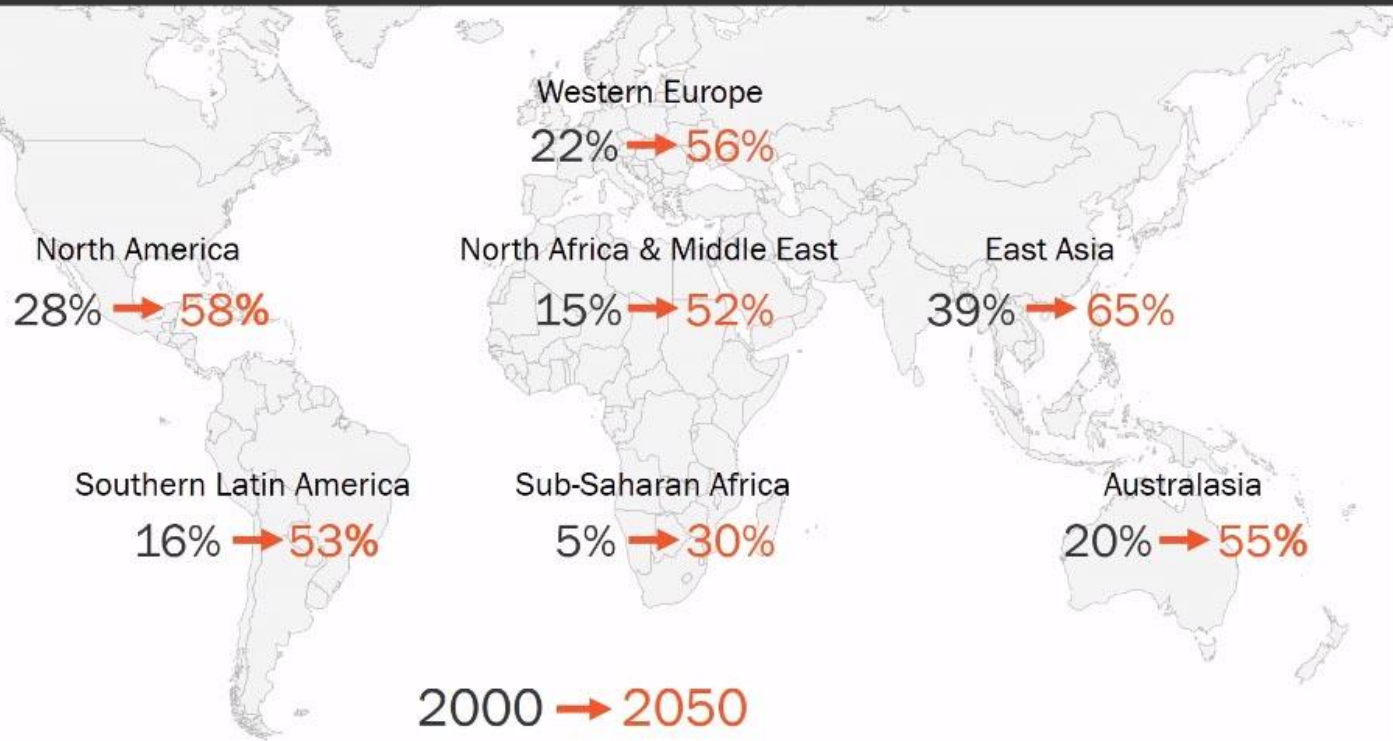 Western Europe
22% → 56%
North America
28% → 58%
North Africa & Middle East
15% → 52%
East Asia
39% → 65%
Southern Latin America
16% → 53%
Sub-Saharan Africa
5% → 30%
Australasia
20% → 55%
2000 → 2050